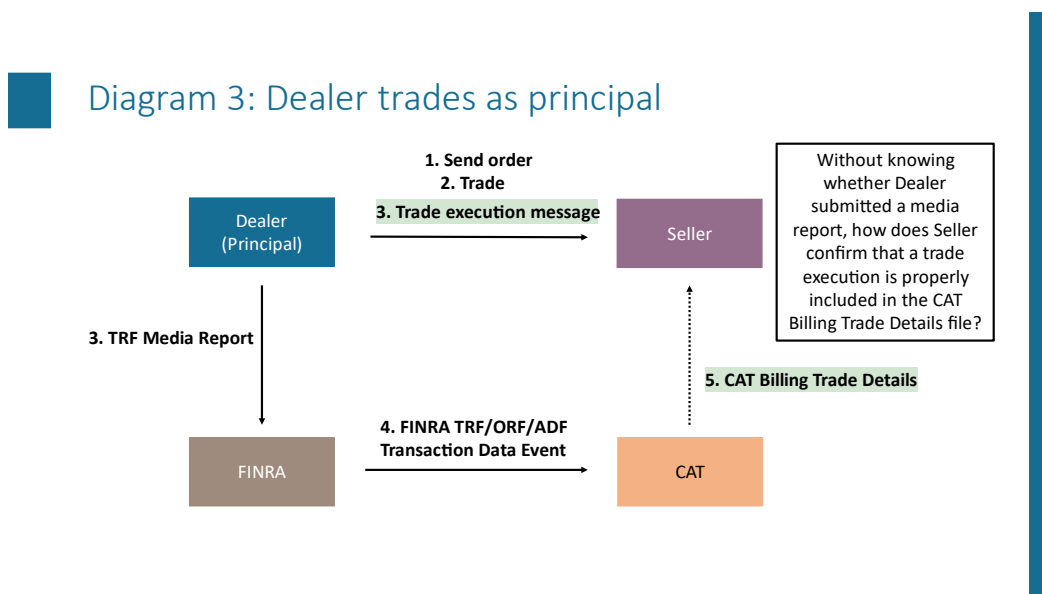 Diagram 3: Dealer trades as principal
1. Send order
2. Trade
3. Trade execution message
Dealer
(Principal)
Seller
Without knowing
whether Dealer
submitted a media
report, how does Seller
confirm that a trade
execution is properly
included in the CAT
Billing Trade Details file?
3. TRF Media Report
5. CAT Billing Trade Details
4. FINRA TRF/ORF/ADF
Transaction Data Event
FINRA
CAT